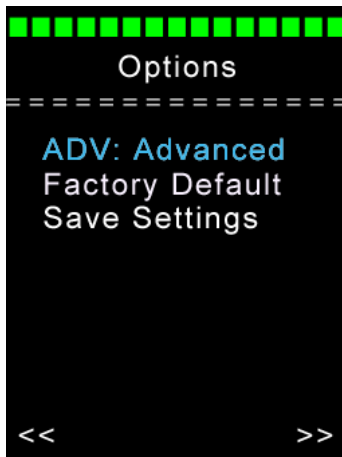 Options
===============
ADV: Advanced
Factory Default
Save Settings
<< >>